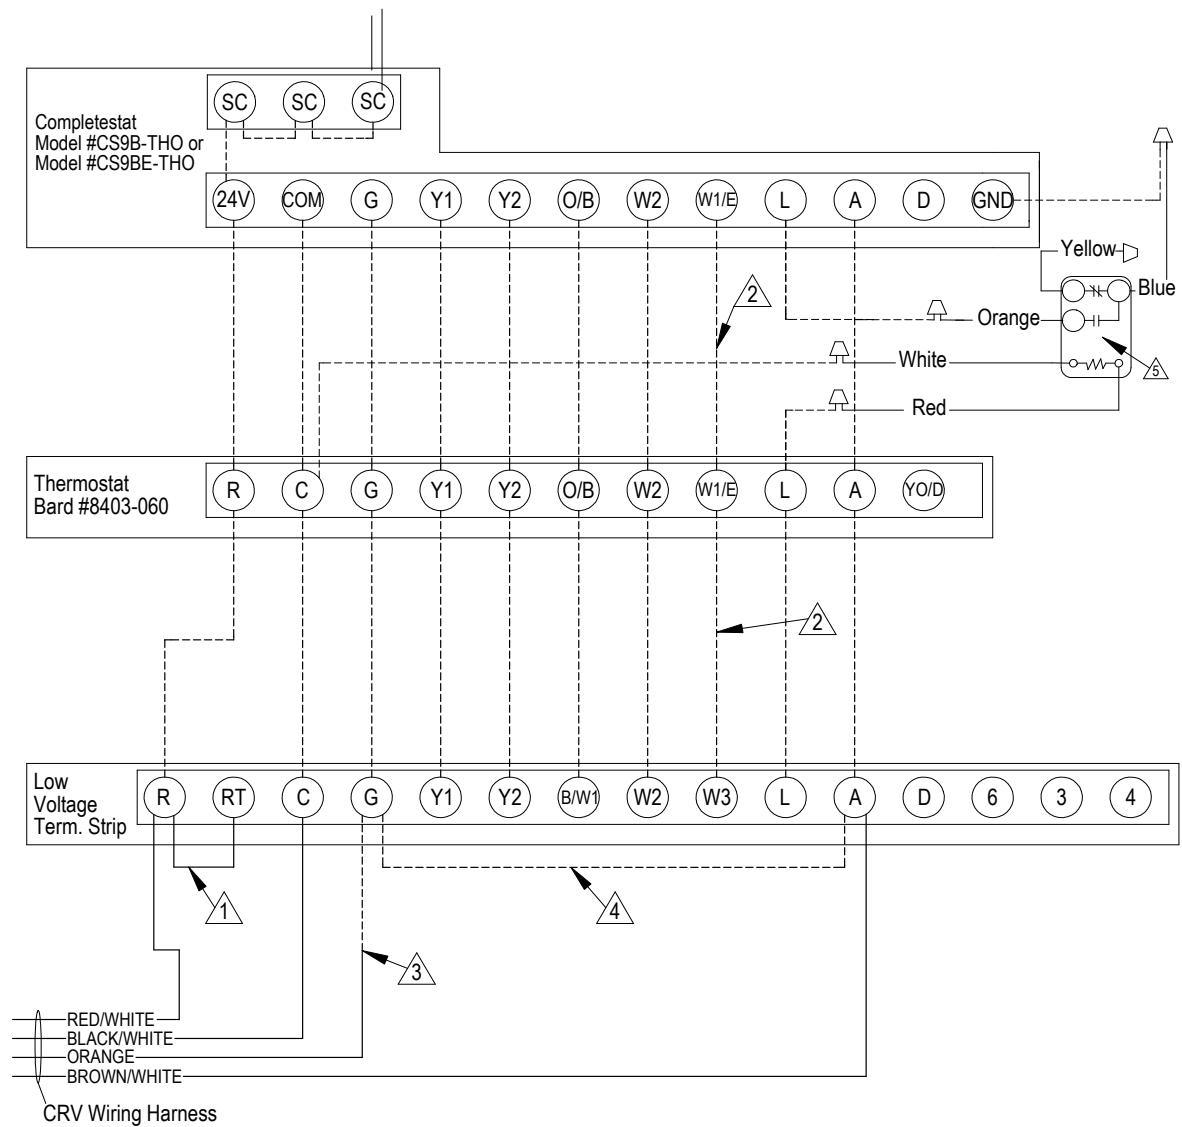 SC SC SC
Completestat
Model #CS9B-THO or
Model #CS9BE-THO
24V COM G Y1 Y2 O/B W2 W1/E L A D GND
Yellow
Blue
2
Orange
White
5
Red
Thermostat
Bard #8403-060
R C G Y1 Y2 O/B W2 W1/E L A YO/D
2
Low
Voltage
Term. Strip
R RT C G Y1 Y2 B/W1 W2 W3 L A D 6 3 4
1
4
3
RED/WHITE
BLACK/WHITE
ORANGE
BROWN/WHITE
CRV Wiring Harness